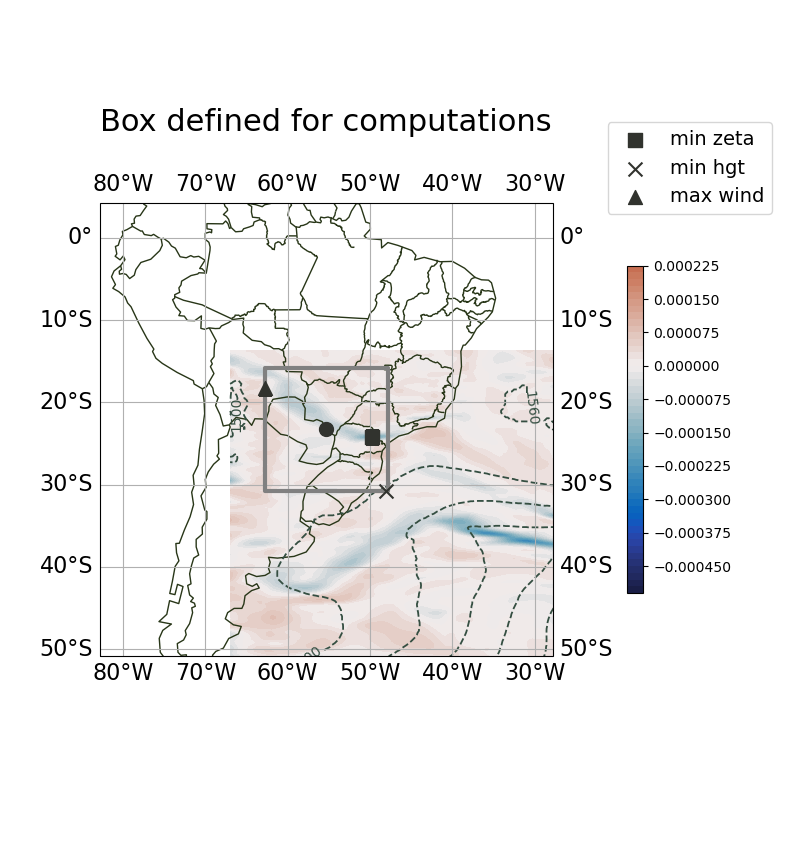 Box defined for computations
min zeta
min hgt
max wind
80°W 70°W 60°W 50°W 40°W 30°W
0° 0°
10°S 10°S
20°S 20°S
30°S 30°S
40°S 40°S
50°S 50°S
80°W 70°W 60°W 50°W 40°W 30°W
1500
1560
00
0.000225
0.000150
0.000075
0.000000
−0.000075
−0.000150
−0.000225
−0.000300
−0.000375
−0.000450